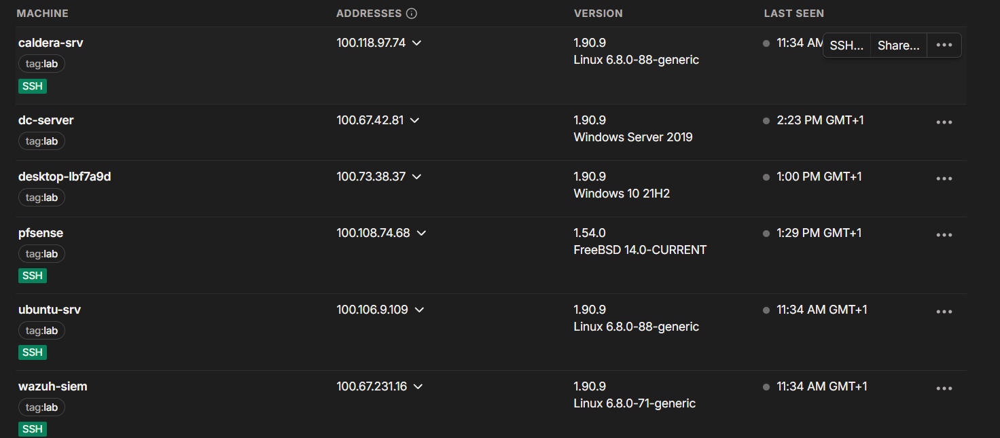 MACHINE ADDRESSES VERSION LAST SEEN
caldera-srv 100.118.97.74 1.90.9 11:34 AM SSH... Share...
tag:lab Linux 6.8.0-88-generic
SSH
dc-server 100.67.42.81 1.90.9 2:23 PM GMT+1
tag:lab Windows Server 2019
desktop-lbf7a9d 100.73.38.37 1.90.9 1:00 PM GMT+1
tag:lab Windows 10 21H2
pfsense 100.108.74.68 1.54.0 1:29 PM GMT+1
tag:lab FreeBSD 14.0-CURRENT
SSH
ubuntu-srv 100.106.9.109 1.90.9 11:34 AM GMT+1
tag:lab Linux 6.8.0-88-generic
SSH
wazuh-siem 100.67.231.16 1.90.9 11:34 AM GMT+1
tag:lab Linux 6.8.0-71-generic
SSH